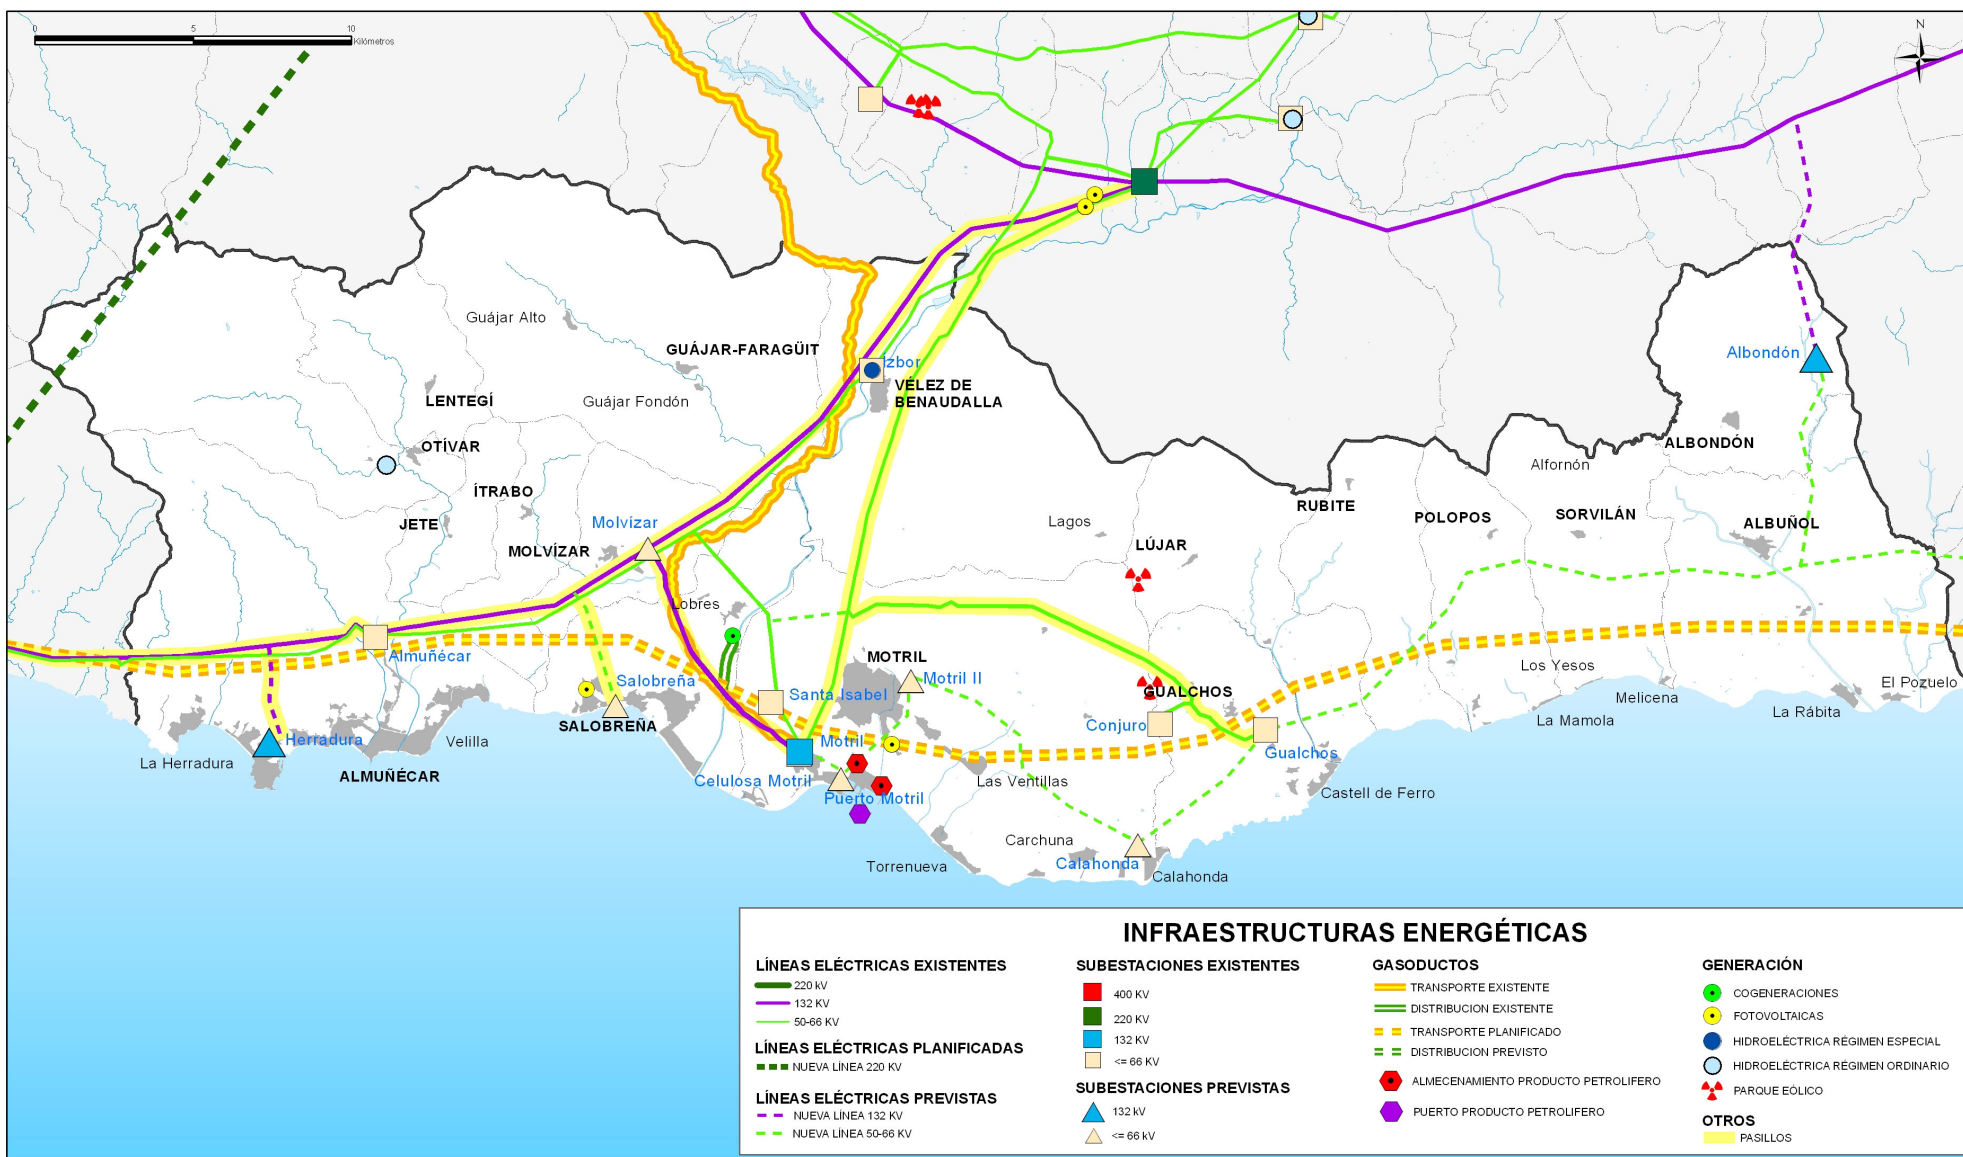 0
5
10
Kilómetros
N
Guájar Alto
GUÁJAR-FARAGÜIT
Izbor
VÉLEZ DE
BENAUDALLA
Albondón
LENTEGÍ
Guájar Fondón
OTÍVAR
ALBONDÓN
Alfornón
ÍTRABO
RUBITE
JETE
Molvízar
MOLVÍZAR
Lagos
LÚJAR
POLOPOS
SORVILÁN
ALBUÑOL
Lobres
Almuñécar
MOTRIL
Salobreña
Santa Isabel
Motril II
GUALCHOS
Los Yesos
Melicena
El Pozuelo
La Rábita
La Mamola
SALOBREÑA
Conjuro
Herradura
Velilla
Motril
Gualchos
La Herradura
ALMUÑÉCAR
Celulosa Motril
Puerto Motril
Las Ventillas
Castell de Ferro
Carchuna
Calahonda
Torrenueva
Calahonda
INFRAESTRUCTURAS ENERGÉTICAS
LÍNEAS ELÉCTRICAS EXISTENTES
220 kV
132 KV
50-66 KV
LÍNEAS ELÉCTRICAS PLANIFICADAS
NUEVA LÍNEA 220 KV
LÍNEAS ELÉCTRICAS PREVISTAS
NUEVA LÍNEA 132 KV
NUEVA LÍNEA 50-66 KV
SUBESTACIONES EXISTENTES
400 KV
220 KV
132 KV
<= 66 KV
SUBESTACIONES PREVISTAS
132 kV
<= 66 kV
GASODUCTOS
TRANSPORTE EXISTENTE
DISTRIBUCION EXISTENTE
TRANSPORTE PLANIFICADO
DISTRIBUCION PREVISTO
ALMECENAMIENTO PRODUCTO PETROLIFERO
PUERTO PRODUCTO PETROLIFERO
GENERACIÓN
COGENERACIONES
FOTOVOLTAICAS
HIDROELÉCTRICA RÉGIMEN ESPECIAL
HIDROELÉCTRICA RÉGIMEN ORDINARIO
PARQUE EÓLICO
OTROS
PASILLOS